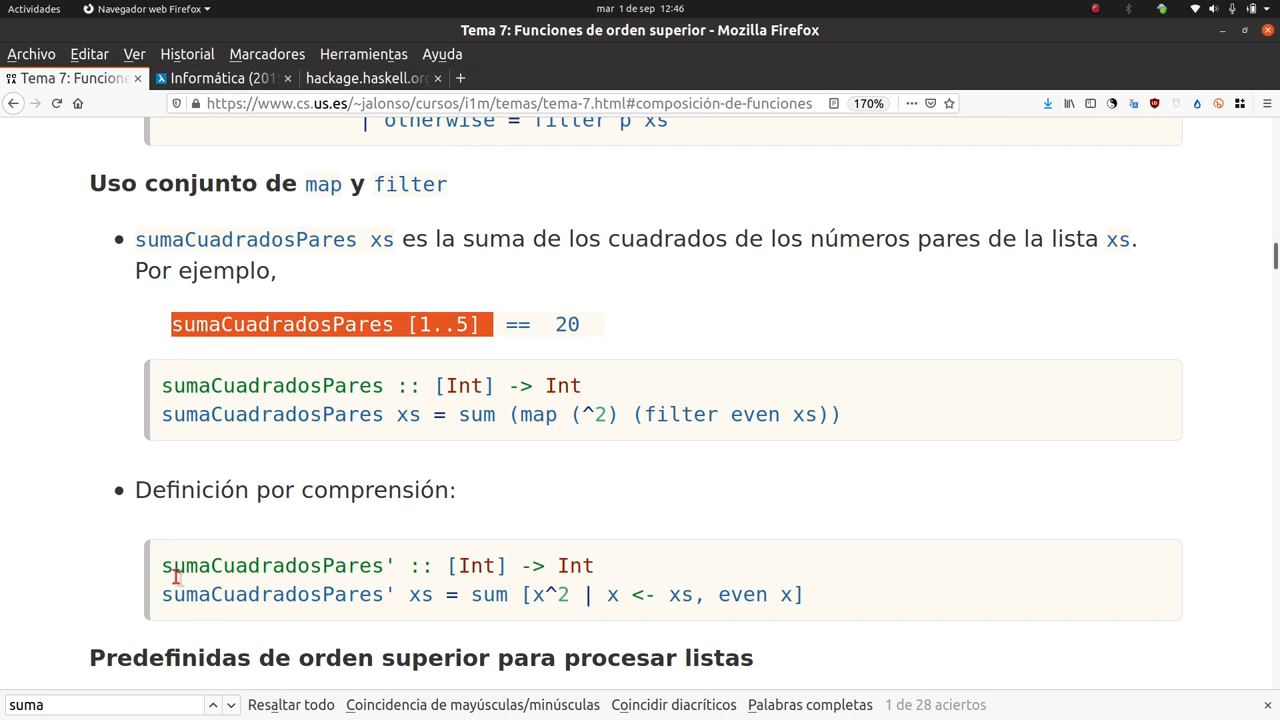 Actividades Navegador web Firefox mar 1 de sep 12:46
Tema 7: Funciones de orden superior - Mozilla Firefox
Archivo Editar Ver Historial Marcadores Herramientas Ayuda
Tema 7: Funcione Informática (201 hackage.haskell.or
https://www.cs.us.es/~jalonso/cursos/i1m/temas/tema-7.html#composición-de-funciones 170%
| otherwise = filter p xs
Uso conjunto de map y filter
• sumaCuadradosPares xs es la suma de los cuadrados de los números pares de la lista xs.
Por ejemplo,
sumaCuadradosPares [1..5] == 20
sumaCuadradosPares :: [Int] -> Int
sumaCuadradosPares xs = sum (map (^2) (filter even xs))
• Definición por comprensión:
sumaCuadradosPares' :: [Int] -> Int
sumaCuadradosPares' xs = sum [x^2 | x <- xs, even x]
Predefinidas de orden superior para procesar listas
suma Resaltar todo Coincidencia de mayúsculas/minúsculas Coincidir diacríticos Palabras completas 1 de 28 aciertos